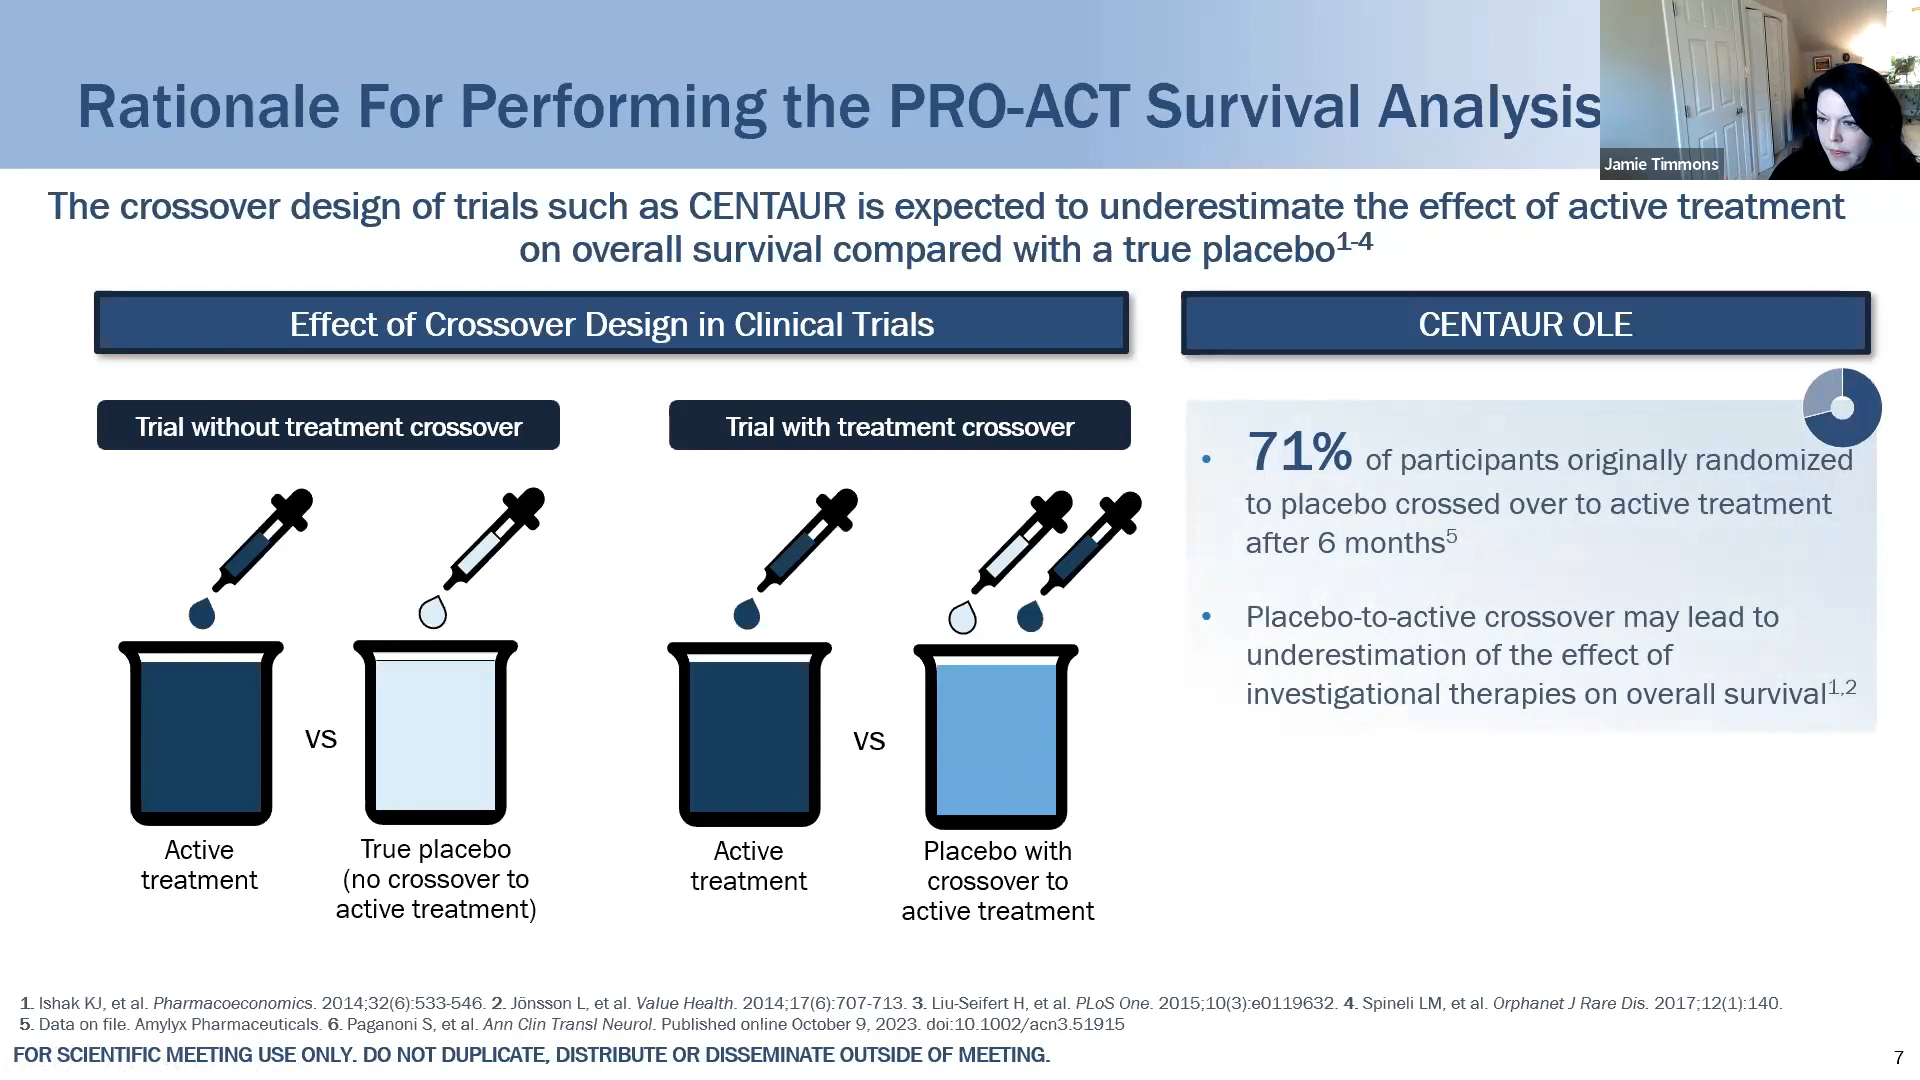 Rationale For Performing the PRO-ACT Survival Analysis
Jamie Timmons
The crossover design of trials such as CENTAUR is expected to underestimate the effect of active treatment
on overall survival compared with a true placebo1-4
Effect of Crossover Design in Clinical Trials
Trial without treatment crossover
Trial with treatment crossover
vs
vs
Active
treatment
True placebo
(no crossover to
active treatment)
Active
treatment
Placebo with
crossover to
active treatment
CENTAUR OLE
• 71% of participants originally randomized
to placebo crossed over to active treatment
after 6 months5
• Placebo-to-active crossover may lead to
underestimation of the effect of
investigational therapies on overall survival1,2
1. Ishak KJ, et al. Pharmacoeconomics. 2014;32(6):533-546. 2. Jönsson L, et al. Value Health. 2014;17(6):707-713. 3. Liu-Seifert H, et al. PLoS One. 2015;10(3):e0119632. 4. Spineli LM, et al. Orphanet J Rare Dis. 2017;12(1):140.
5. Data on file. Amylyx Pharmaceuticals. 6. Paganoni S, et al. Ann Clin Transl Neurol. Published online October 9, 2023. doi:10.1002/acn3.51915
FOR SCIENTIFIC MEETING USE ONLY. DO NOT DUPLICATE, DISTRIBUTE OR DISSEMINATE OUTSIDE OF MEETING.
7